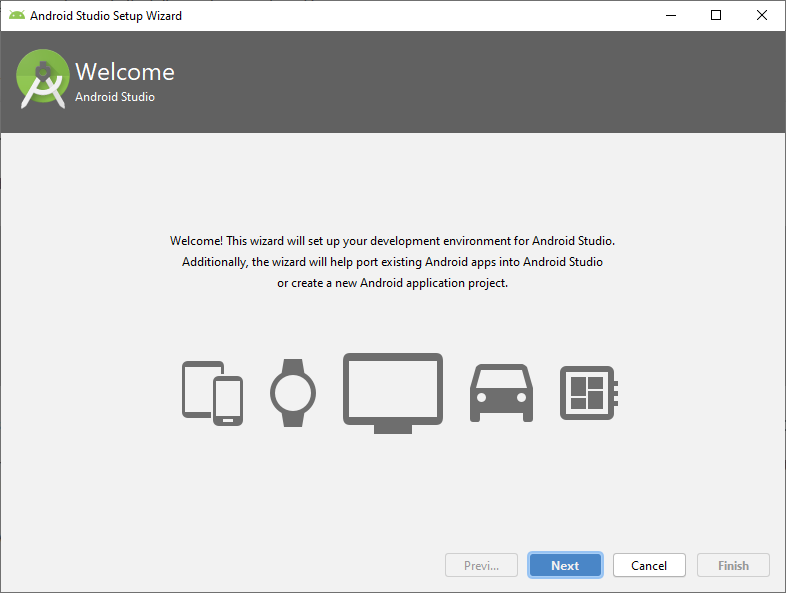 Android Studio Setup Wizard
Welcome
Android Studio
Welcome! This wizard will set up your development environment for Android Studio.
Additionally, the wizard will help port existing Android apps into Android Studio
or create a new Android application project.
Previ... Next Cancel Finish